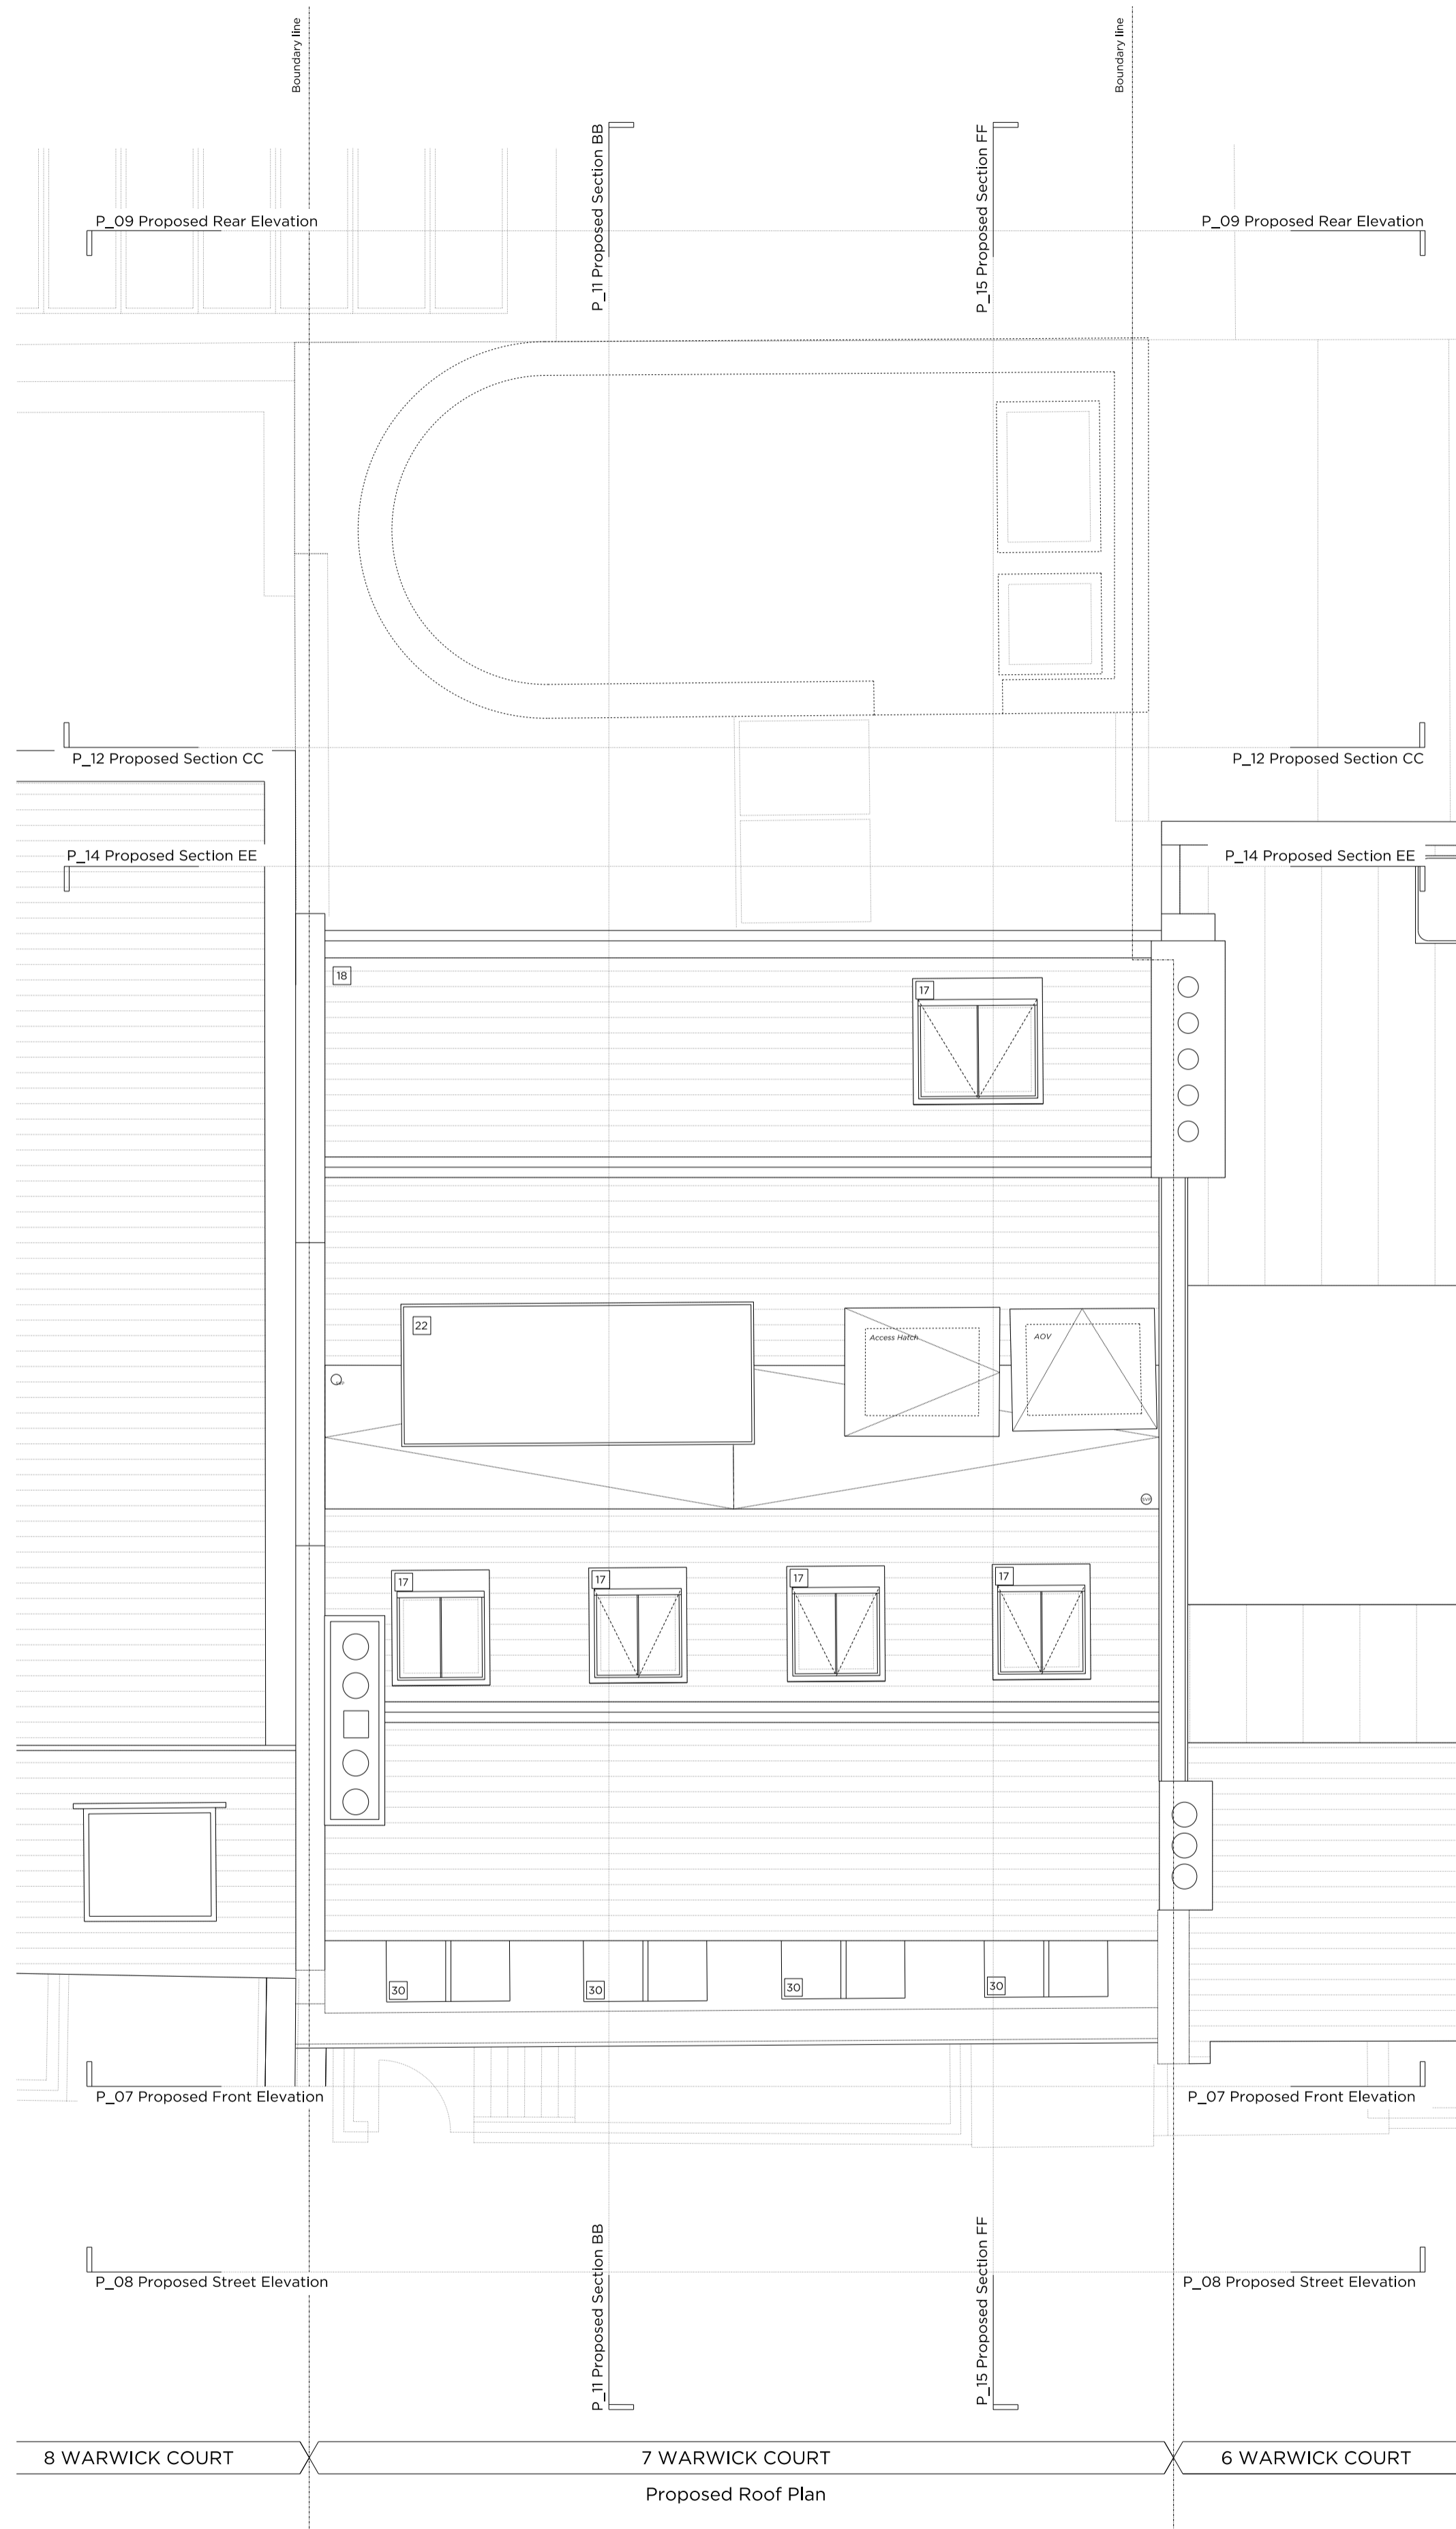 Boundary line
Boundary line
P_11 Proposed Section BB
P_15 Proposed Section FF
P_09 Proposed Rear Elevation
P_09 Proposed Rear Elevation
P_12 Proposed Section CC
P_12 Proposed Section CC
P_14 Proposed Section EE
P_14 Proposed Section EE
18
17
22
Access Hatch
AOV
17
17
17
17
30
30
30
30
P_07 Proposed Front Elevation
P_07 Proposed Front Elevation
P_11 Proposed Section BB
P_15 Proposed Section FF
P_08 Proposed Street Elevation
P_08 Proposed Street Elevation
8 WARWICK COURT
7 WARWICK COURT
6 WARWICK COURT
Proposed Roof Plan